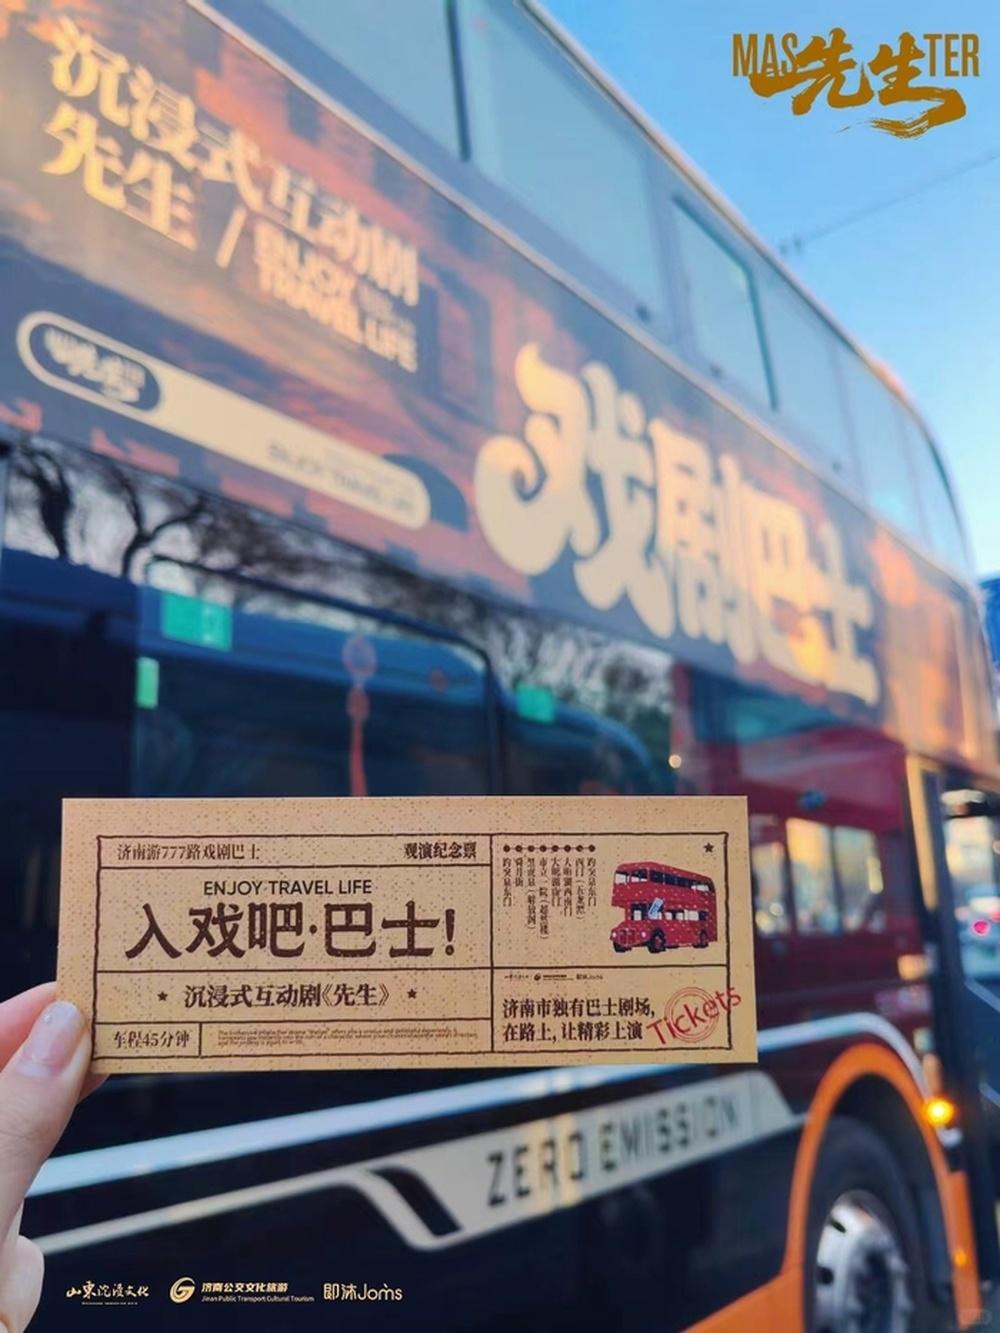 MAS先生TER
沉浸式互动剧
先生 / ENJOY
TRAVEL LIFE
戏剧巴士
济南游777路戏剧巴士
观演纪念票
ENJOY TRAVEL LIFE
入戏吧·巴士!
★ 沉浸式互动剧《先生》 ★
车程45分钟
趵突泉东门
西门(五龙潭)
大明湖西南门
大明湖南门
趵突泉东门
济南市独有巴士剧场,
在路上, 让精彩上演
Tickets
ZERO EMISSION
山东沉浸文化
济南公交文化旅游
Jinan Public Transport Cultural Tourism
即沐Joms